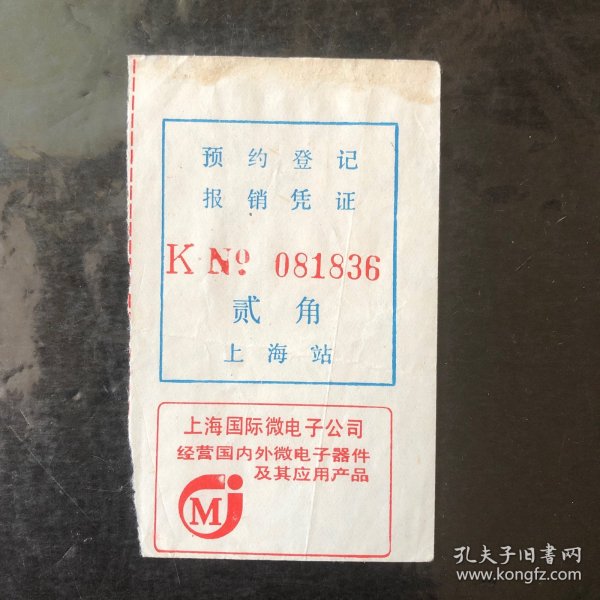 预约登记
报销凭证
K № 081836
贰角
上海站
上海国际微电子公司
经营国内外微电子器件
及其应用产品
M
孔夫子旧书网
www.kongfz.com